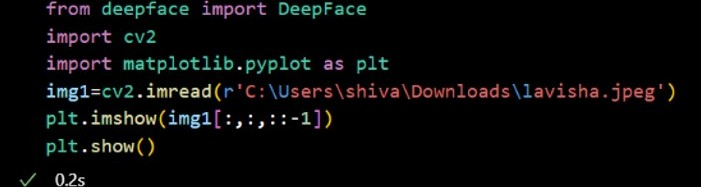 from deepface import DeepFace
import cv2
import matplotlib.pyplot as plt
img1=cv2.imread(r'C:\Users\shiva\Downloads\lavisha.jpeg')
plt.imshow(img1[:,:,::-1])
plt.show()
✓ 0.2s